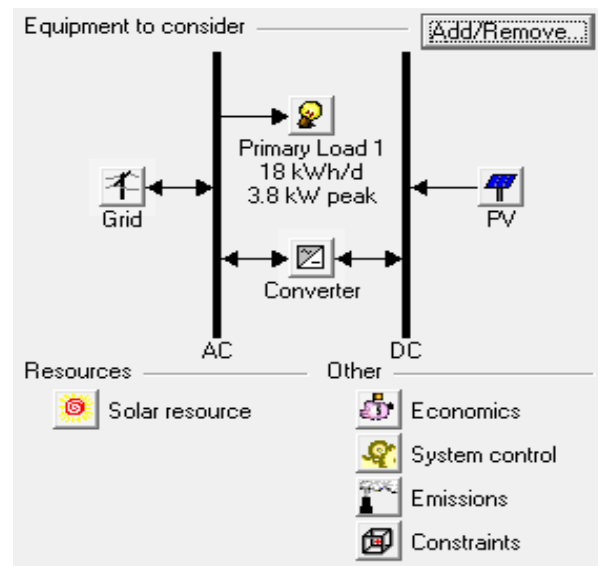 Equipment to consider
Add/Remove...
Primary Load 1
18 kWh/d
3.8 kW peak
Grid
PV
Converter
AC
DC
Resources
Other
Solar resource
Economics
System control
Emissions
Constraints